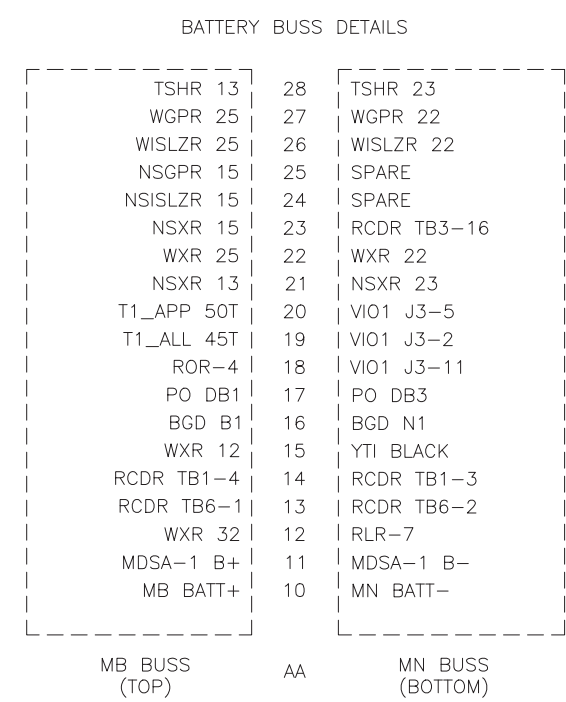 BATTERY BUSS DETAILS
TSHR 13 28 TSHR 23
WGPR 25 27 WGPR 22
WISLZR 25 26 WISLZR 22
NSGPR 15 25 SPARE
NSISLZR 15 24 SPARE
NSXR 15 23 RCDR TB3-16
WXR 25 22 WXR 22
NSXR 13 21 NSXR 23
T1_APP 50T 20 VIO1 J3-5
T1_ALL 45T 19 VIO1 J3-2
ROR-4 18 VIO1 J3-11
PO DB1 17 PO DB3
BGD B1 16 BGD N1
WXR 12 15 YTI BLACK
RCDR TB1-4 14 RCDR TB1-3
RCDR TB6-1 13 RCDR TB6-2
WXR 32 12 RLR-7
MDSA-1 B+ 11 MDSA-1 B-
MB BATT+ 10 MN BATT-
MB BUSS AA MN BUSS
(TOP) (BOTTOM)